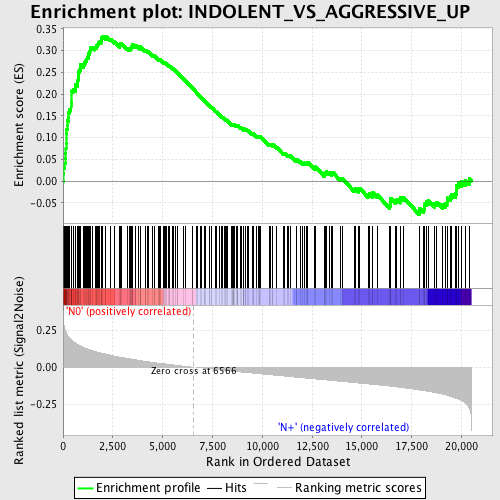 Enrichment plot: INDOLENT_VS_AGGRESSIVE_UP
Enrichment score (ES)
0.35
0.30
0.25
0.20
0.15
0.10
0.05
0.00
-0.05
'N0' (positively correlated)
Ranked list metric (Signal2Noise)
0.25
0.00
-0.25
Zero cross at 6566
'N+' (negatively correlated)
0
2,500
5,000
7,500
10,000
12,500
15,000
17,500
20,000
Rank in Ordered Dataset
Enrichment profile
Hits
Ranking metric scores